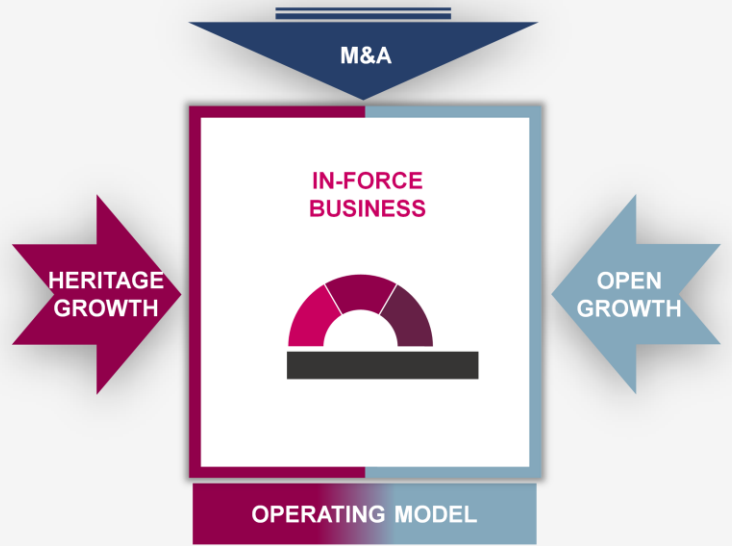 M&A
IN-FORCE
BUSINESS
HERITAGE
GROWTH
OPEN
GROWTH
OPERATING MODEL